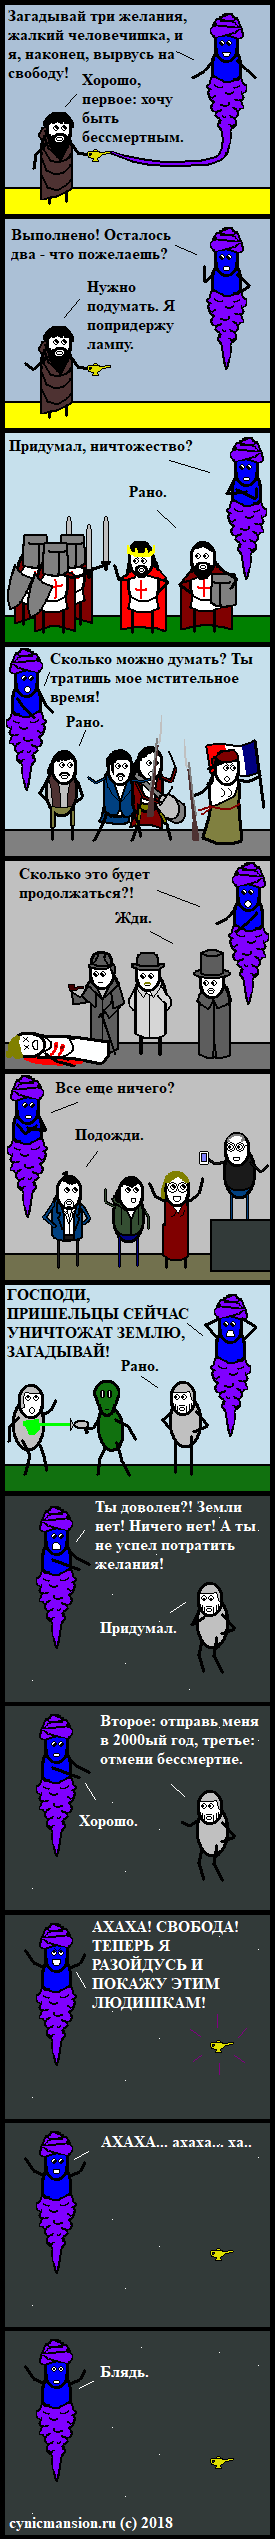 Загадывай три желания,
жалкий человечишка, и
я, наконец, вырвусь на
свободу!
Хорошо,
первое: хочу
быть
бессмертным.
Выполнено! Осталось
два - что пожелаешь?
Нужно
подумать. Я
попридержу
лампу.
Придумал, ничтожество?
Рано.
Сколько можно думать? Ты
тратишь мое мстительное
время!
Рано.
Сколько это будет
продолжаться?!
Жди.
Все еще ничего?
Подожди.
ГОСПОДИ,
ПРИШЕЛЬЦЫ СЕЙЧАС
УНИЧТОЖАТ ЗЕМЛЮ,
ЗАГАДЫВАЙ!
Рано.
Ты доволен?! Земли
нет! Ничего нет! А ты
не успел потратить
желания!
Придумал.
Второе: отправь меня
в 2000ый год, третье:
отмени бессмертие.
Хорошо.
АХАХА! СВОБОДА!
ТЕПЕРЬ Я
РАЗОЙДУСЬ И
ПОКАЖУ ЭТИМ
ЛЮДИШКАМ!
АХАХА... ахаха... ха..
Блядь.
cynicmansion.ru (c) 2018